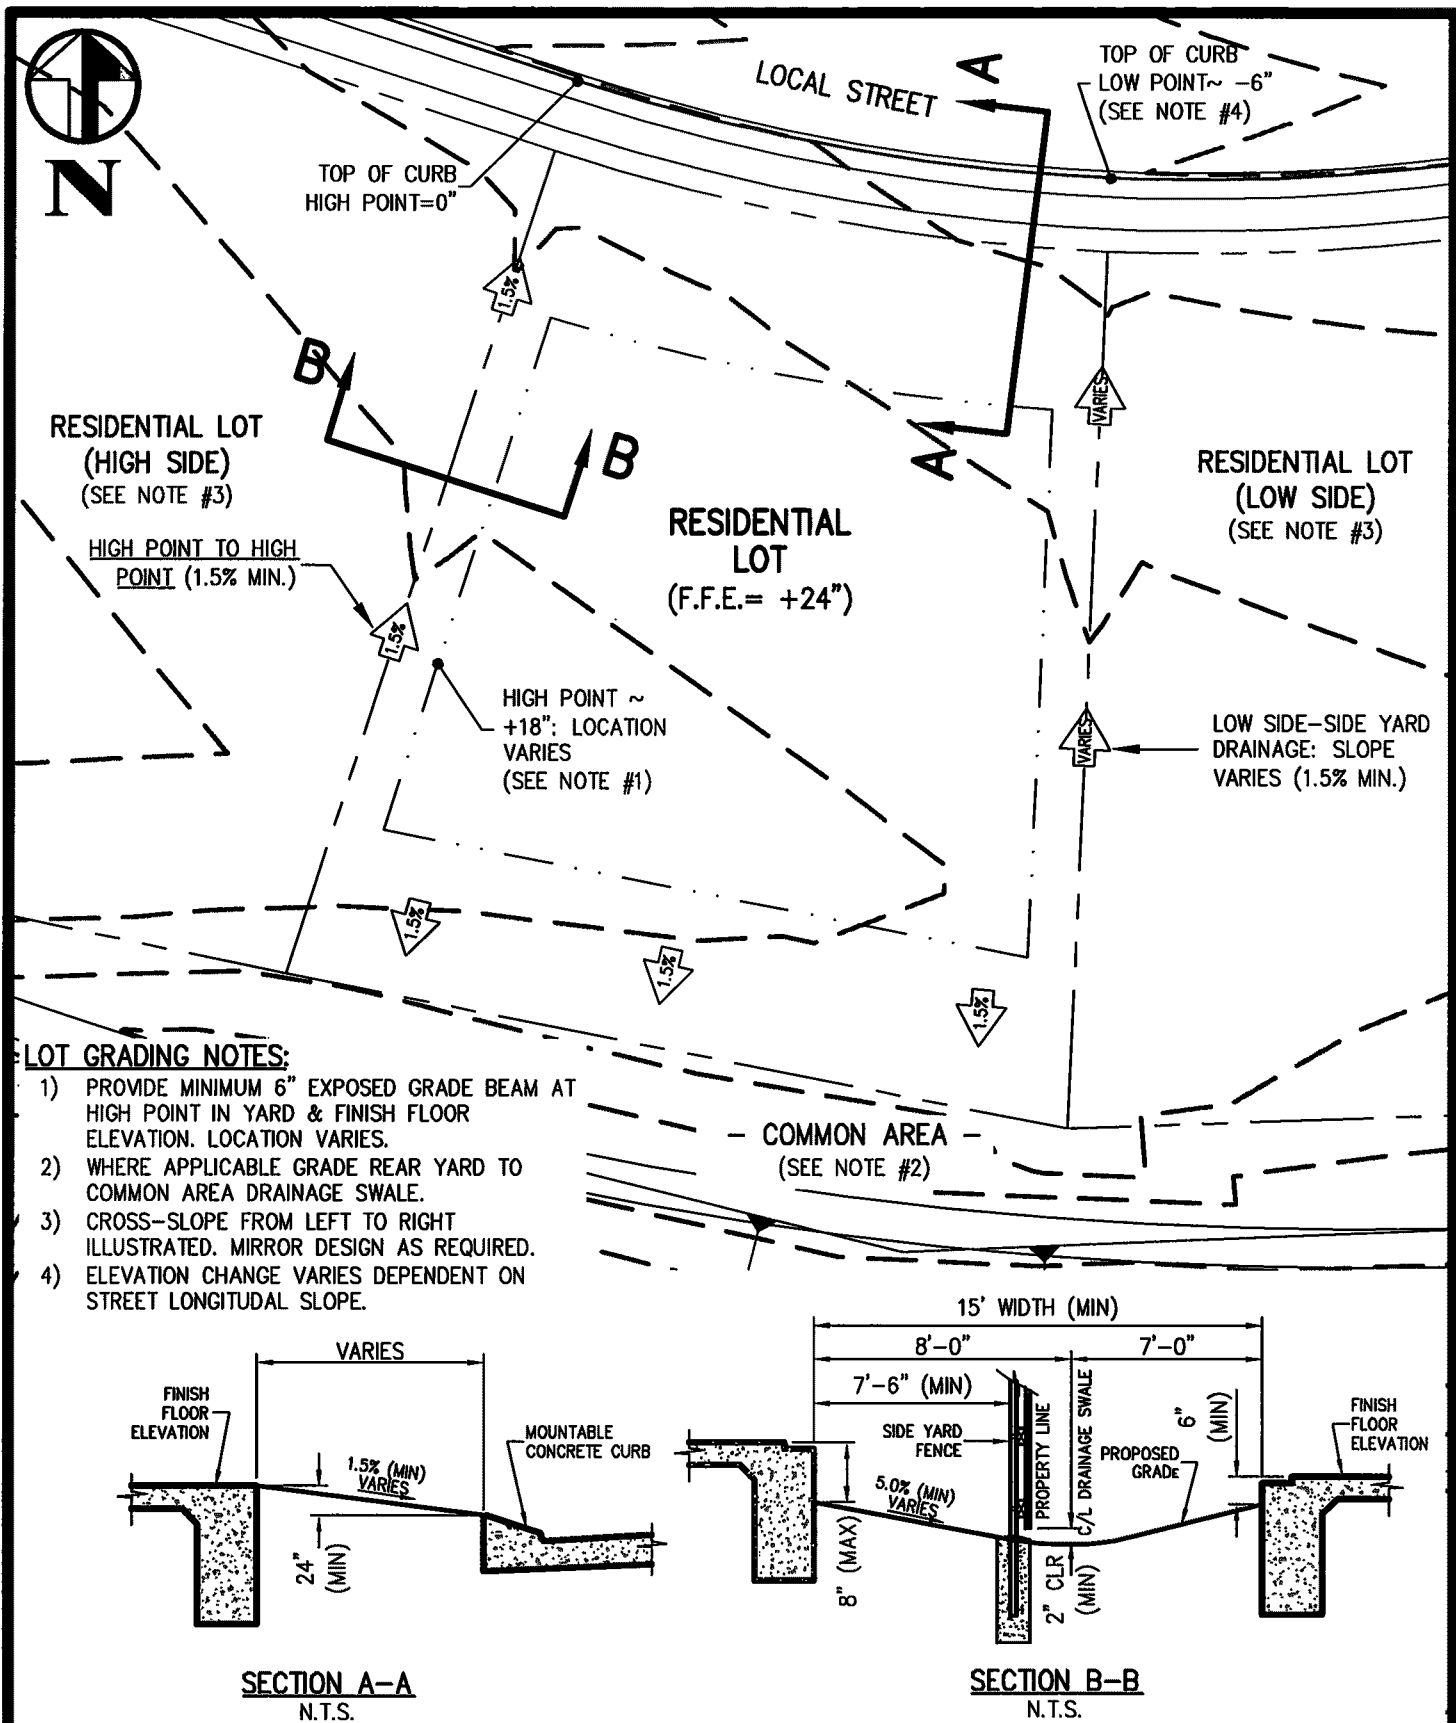 N
LOCAL STREET
A
TOP OF CURB
LOW POINT~ -6"
(SEE NOTE #4)
TOP OF CURB
HIGH POINT=0"
1.5%
B
B
A
VARIES
RESIDENTIAL LOT
(HIGH SIDE)
(SEE NOTE #3)
RESIDENTIAL LOT
(LOW SIDE)
(SEE NOTE #3)
RESIDENTIAL
LOT
(F.F.E.= +24")
HIGH POINT TO HIGH
POINT (1.5% MIN.)
1.5%
HIGH POINT ~
+18": LOCATION
VARIES
(SEE NOTE #1)
VARIES
LOW SIDE-SIDE YARD
DRAINAGE: SLOPE
VARIES (1.5% MIN.)
1.5%
1.5%
1.5%
LOT GRADING NOTES:
1) PROVIDE MINIMUM 6" EXPOSED GRADE BEAM AT
HIGH POINT IN YARD & FINISH FLOOR
ELEVATION. LOCATION VARIES.
2) WHERE APPLICABLE GRADE REAR YARD TO
COMMON AREA DRAINAGE SWALE.
3) CROSS-SLOPE FROM LEFT TO RIGHT
ILLUSTRATED. MIRROR DESIGN AS REQUIRED.
4) ELEVATION CHANGE VARIES DEPENDENT ON
STREET LONGITUDAL SLOPE.
- COMMON AREA -
(SEE NOTE #2)
VARIES
FINISH
FLOOR
ELEVATION
1.5% (MIN)
VARIES
MOUNTABLE
CONCRETE CURB
24"
(MIN)
SECTION A-A
N.T.S.
15' WIDTH (MIN)
8'-0"
7'-0"
7'-6" (MIN)
SIDE YARD
FENCE
PROPERTY LINE
C/L DRAINAGE SWALE
6"
(MIN)
PROPOSED
GRADE
FINISH
FLOOR
ELEVATION
5.0% (MIN)
VARIES
8" (MAX)
2" CLR
(MIN)
SECTION B-B
N.T.S.